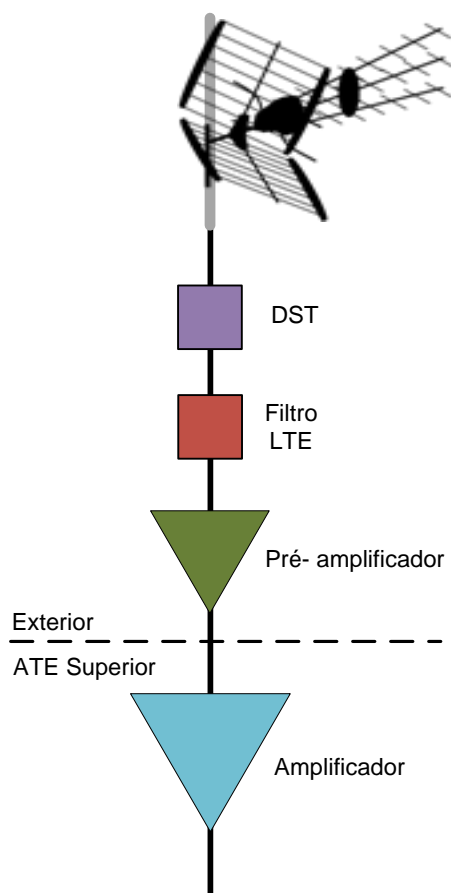 DST
Filtro
LTE
Pré- amplificador
Exterior
ATE Superior
Amplificador